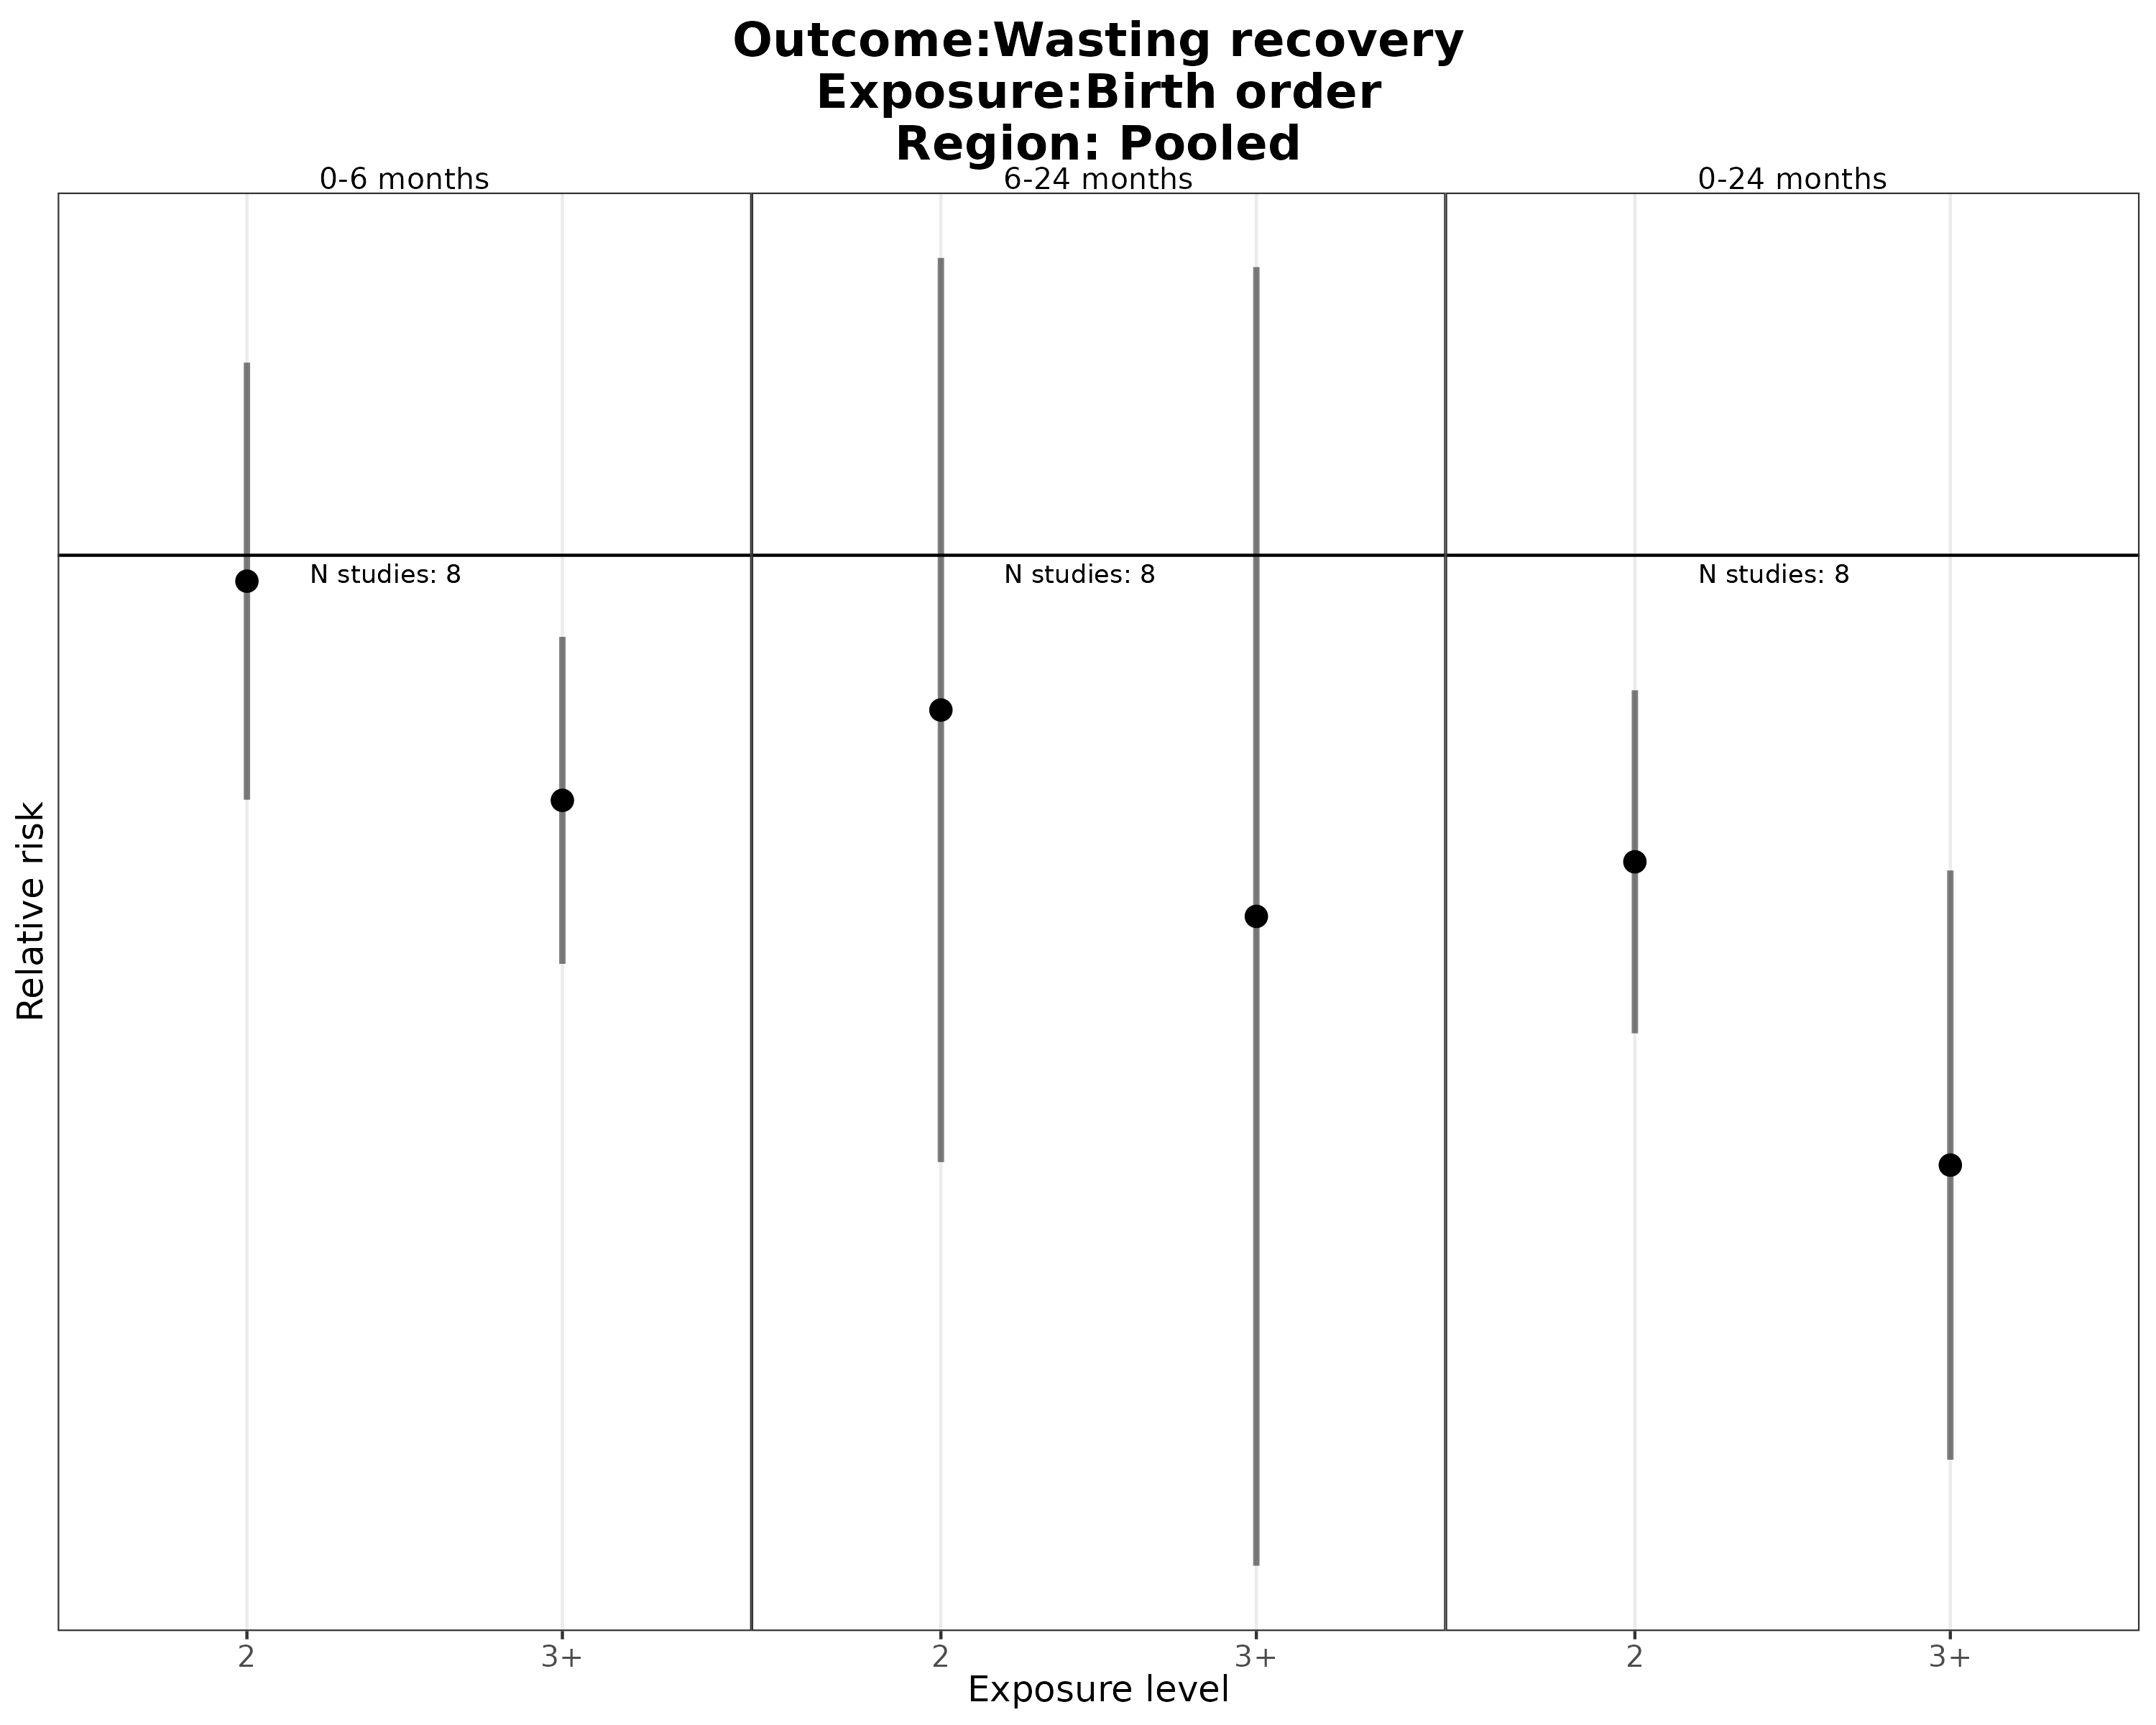 Outcome:Wasting recovery
Exposure:Birth order
Region: Pooled
0-6 months
6-24 months
0-24 months
N studies: 8
N studies: 8
N studies: 8
Relative risk
2
3+
2
3+
2
3+
Exposure level